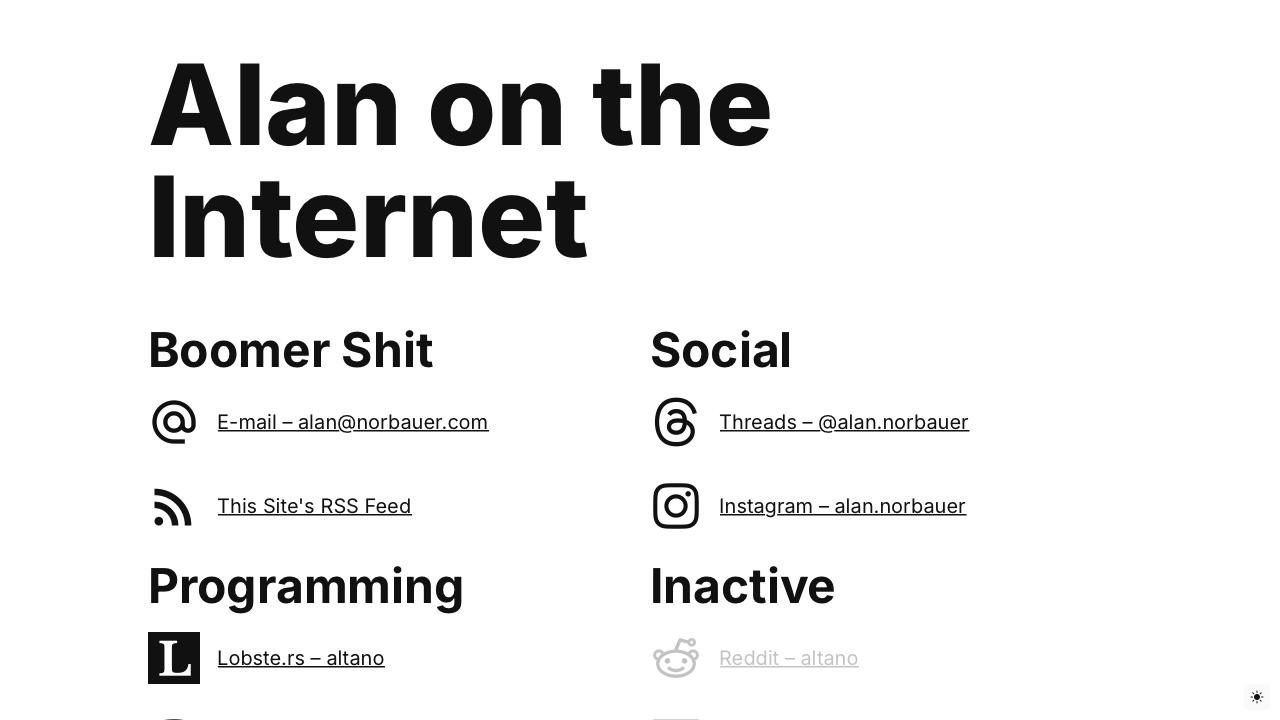 Alan on the
Internet
Boomer Shit
E-mail – alan@norbauer.com
This Site's RSS Feed
Social
Threads – @alan.norbauer
Instagram – alan.norbauer
Programming
L
Lobste.rs – altano
Inactive
Reddit – altano